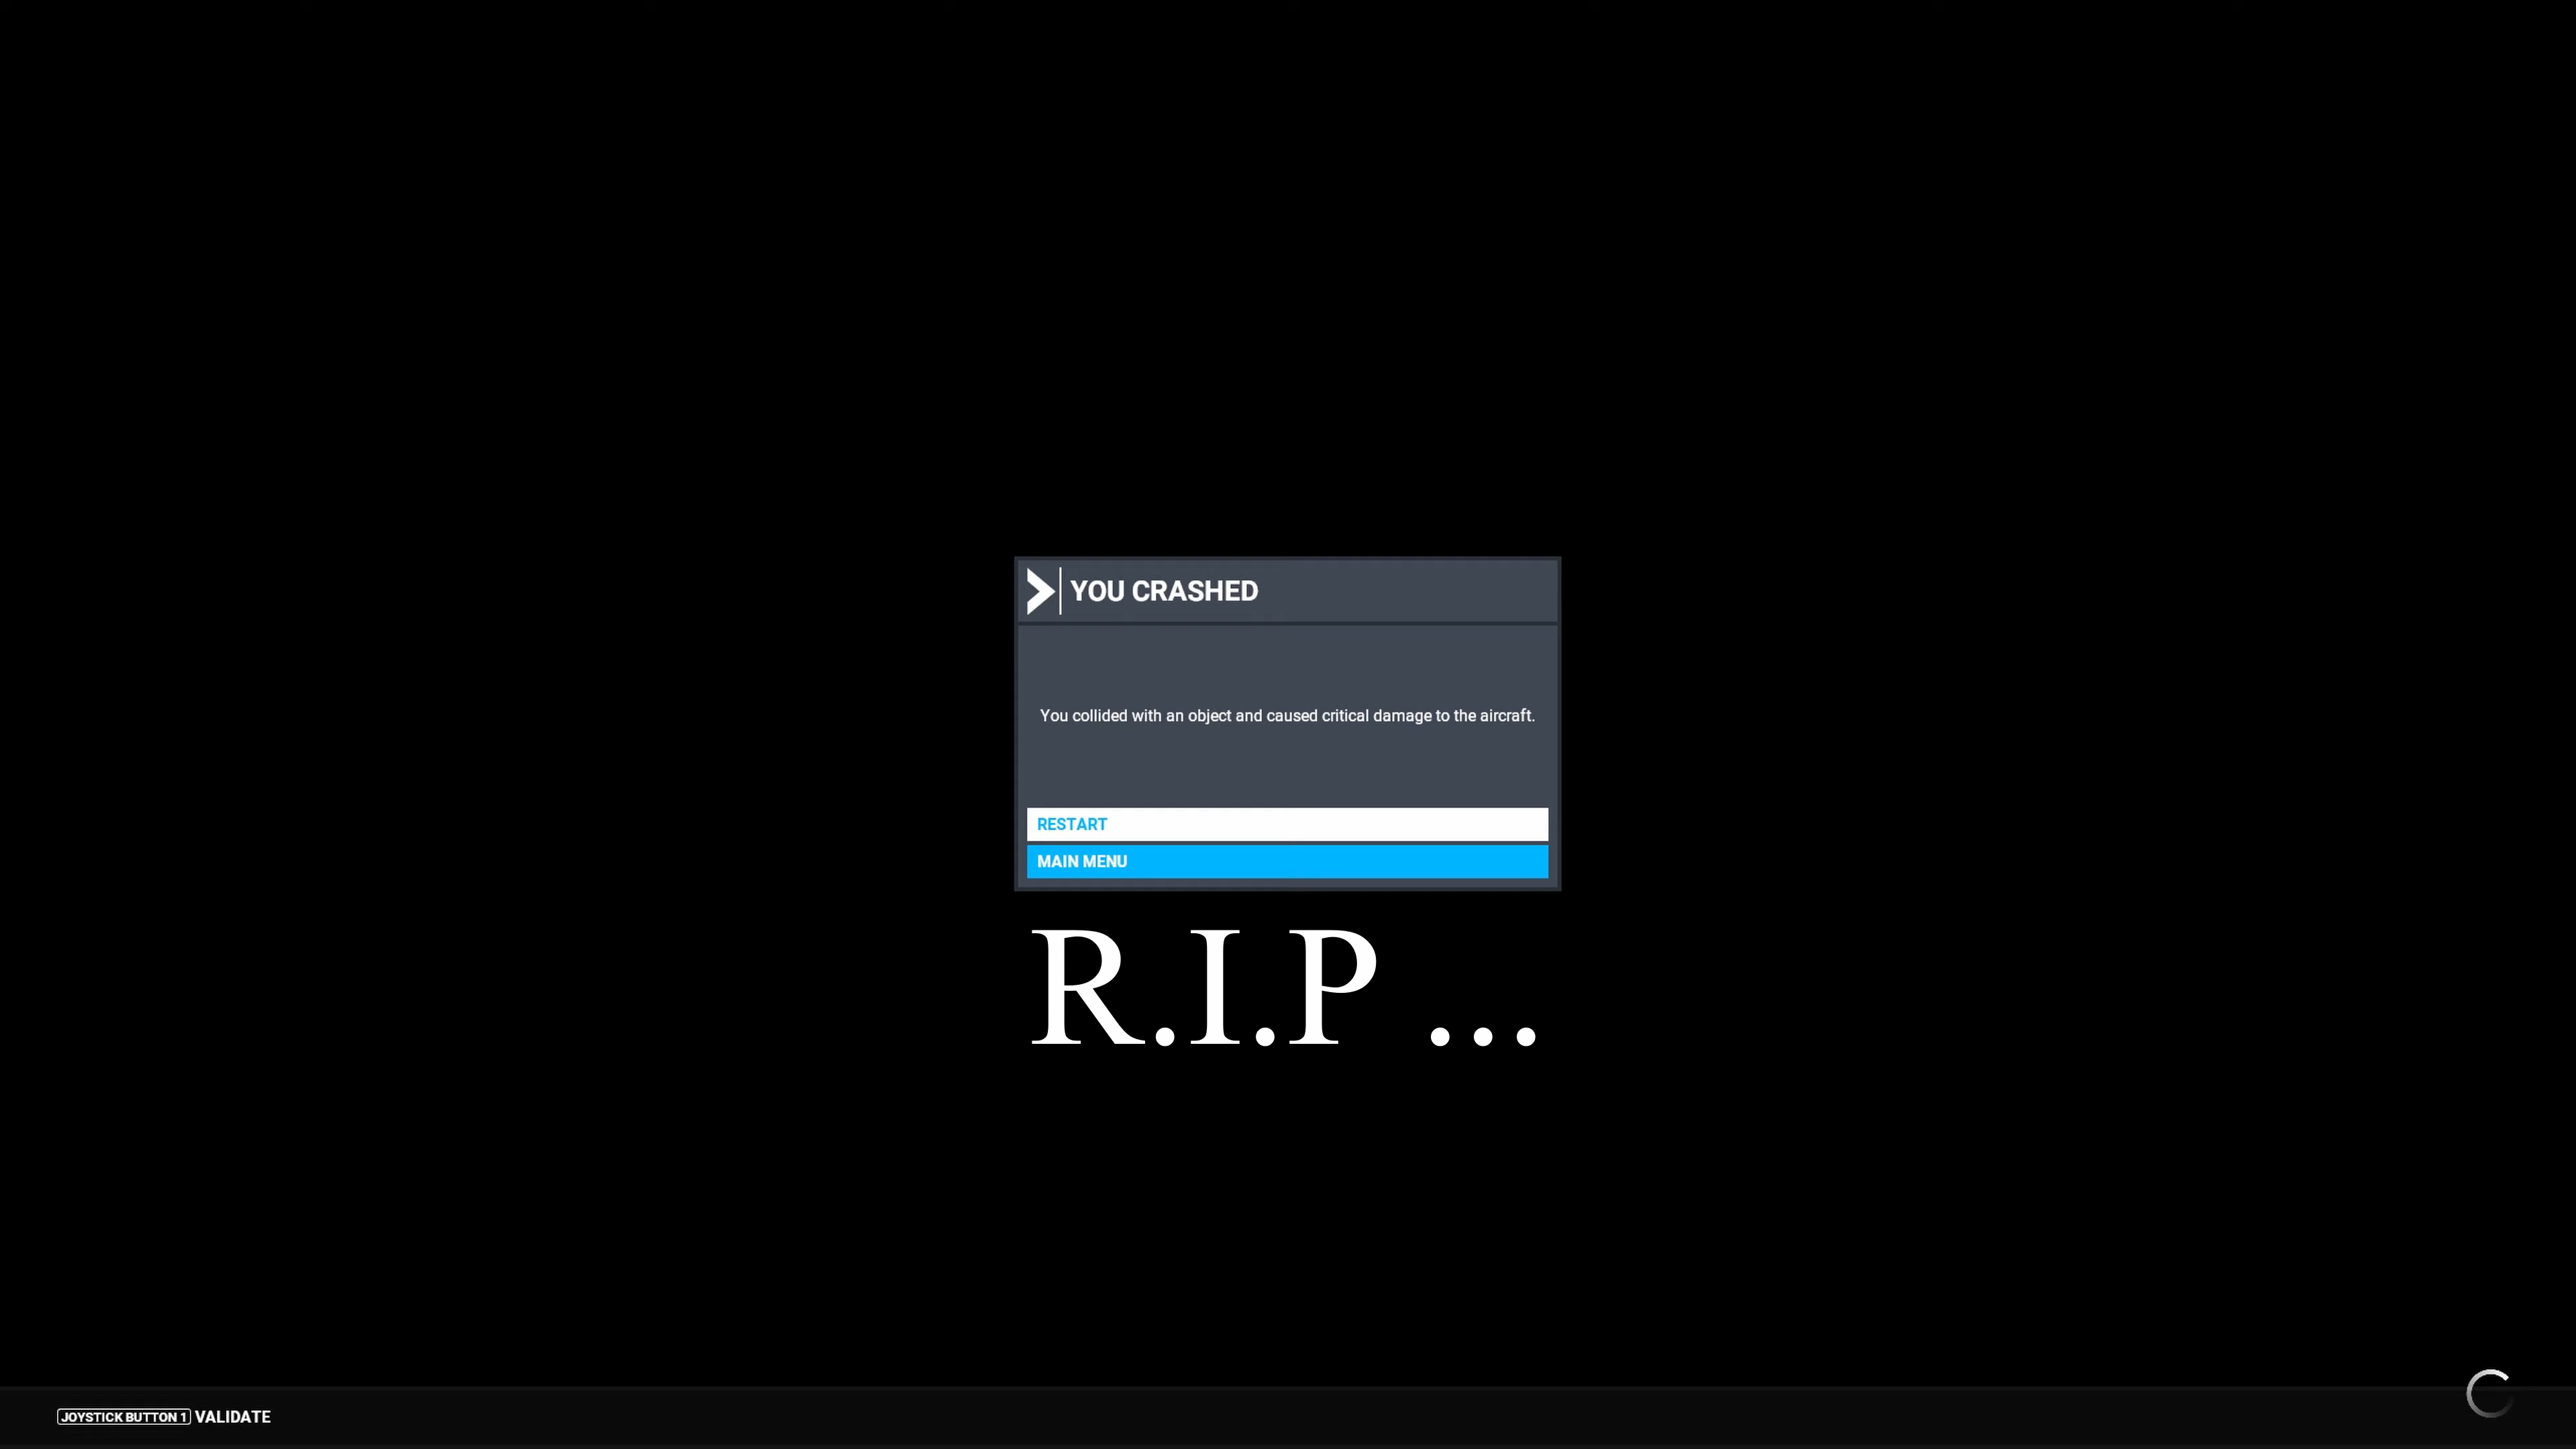 YOU CRASHED
You collided with an object and caused critical damage to the aircraft.
RESTART
MAIN MENU
R.I.P ...
JOYSTICK BUTTON 1 VALIDATE